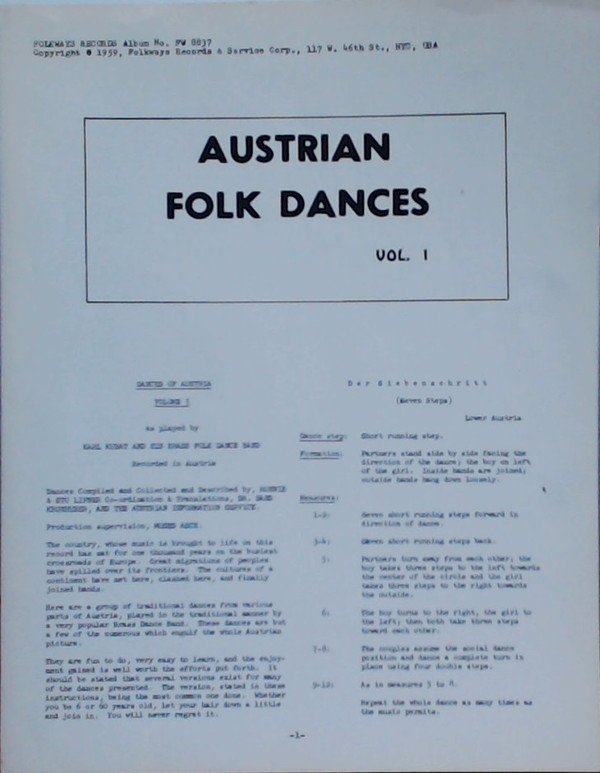 FOLKWAYS RECORDS Album No. FW 8837
Copyright © 1959, Folkways Records & Service Corp., 117 W. 46th St., NYC, USA
AUSTRIAN
FOLK DANCES
VOL. 1
DANCES OF AUSTRIA
VOLUME I
As played by
KARL AND HIS BRASS FOLK DANCE BAND
Recorded in Austria
Dances Compiled and Collected and Described by,
& STU Co-ordination & Translations, DR.
AND THE AUSTRIAN INFORMATION SERVICE.
Production supervision, MOSES ASCH.
The country, whose music is brought to life on this
record has sat for one thousand years on the busiest
crossroads of Europe. Great migrations of peoples
have spilled over its frontiers. The cultures of a
continent have met here, clashed here, and finally
joined hands.
Here are a group of traditional dances from various
parts of Austria, played in the traditional manner by
a very popular Brass Dance Band. These dances are but
a few of the numerous which engulf the whole Austrian
picture.
They are fun to do, very easy to learn, and the enjoy-
ment gained is well worth the efforts put forth. It
should be stated that several versions exist for many
of the dances presented. The version, stated in these
instructions, being the most common one done. Whether
you be 6 or 60 years old, let your hair down a little
and join in. You will never regret it.
Der Siebenschritt
(Seven Steps)
Lower Austria
Dance step: Short running step.
Formation: Partners stand side by side facing the
direction of the dance; the boy on left
of the girl. Inside hands are joined;
outside hands hang down loosely.
Measures:
1-2: Seven short running steps forward in
direction of dance.
3-4: Seven short running steps back.
5: Partners turn away from each other; the
boy takes three steps to the left towards
the center of the circle and the girl
takes three steps to the right towards
the outside.
6: The boy turns to the right, the girl to
the left; then both take three steps
toward each other.
7-8: The couples assume the social dance
position and dance a complete turn in
place using four double steps.
9-12: As in measures 5 to 8.
Repeat the whole dance as many times as
the music permits.
-1-